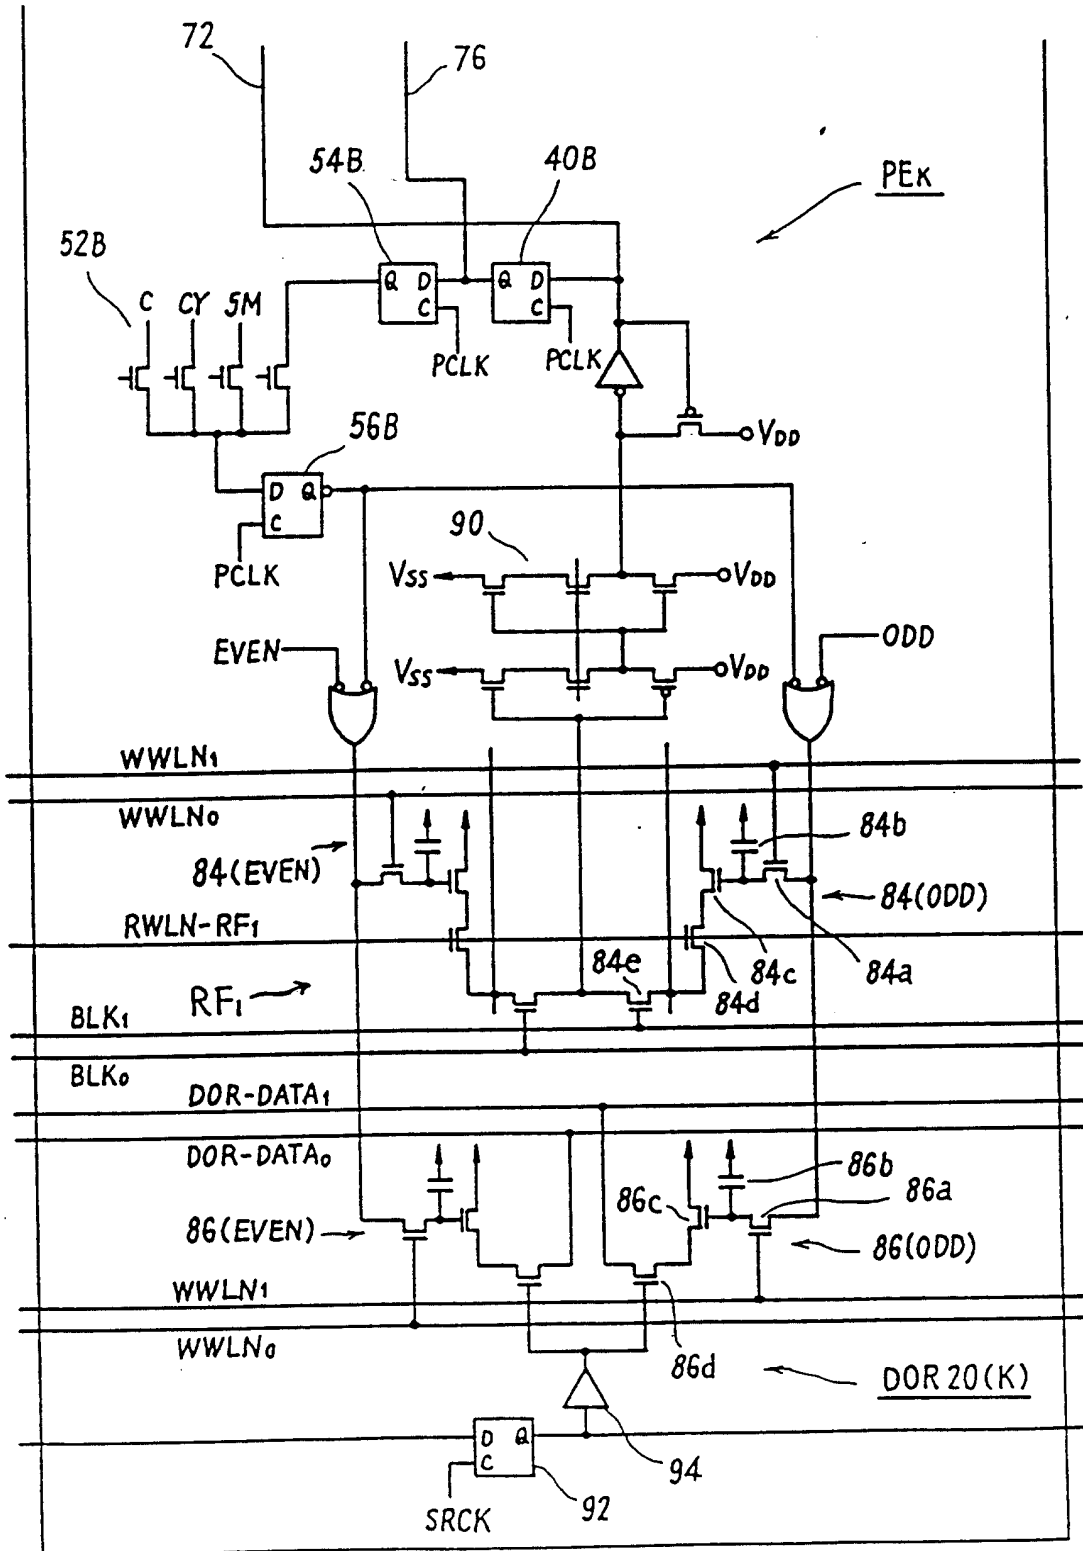 72
76
54B
40B
PEK
52B
C
CY
SM
Q D
C
Q D
C
PCLK
PCLK
VDD
56B
D Q
C
PCLK
90
VSS
VDD
EVEN
ODD
VSS
VDD
WWLN1
WWLN0
84b
84(EVEN)
84(ODD)
RWLN-RF1
84e
84c
84a
84d
RF1
BLK1
BLK0
DOR-DATA1
DOR-DATA0
86b
86a
86c
86(EVEN)
86(ODD)
WWLN1
WWLN0
86d
DOR20(K)
D Q
C
94
92
SRCK